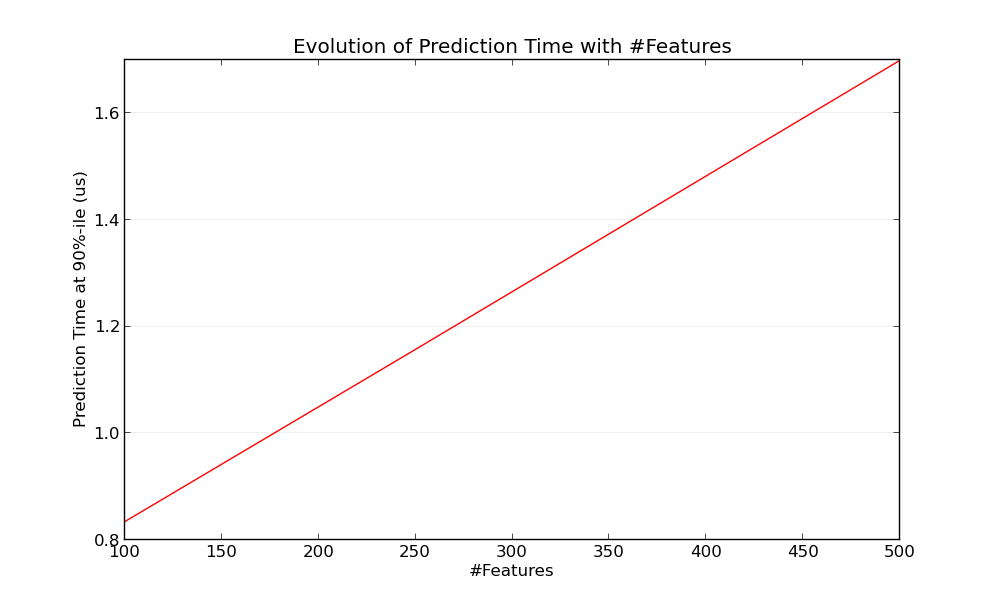 Evolution of Prediction Time with #Features
Prediction Time at 90%-ile (us)
1.6
1.4
1.2
1.0
0.8
100 150 200 250 300 350 400 450 500
#Features